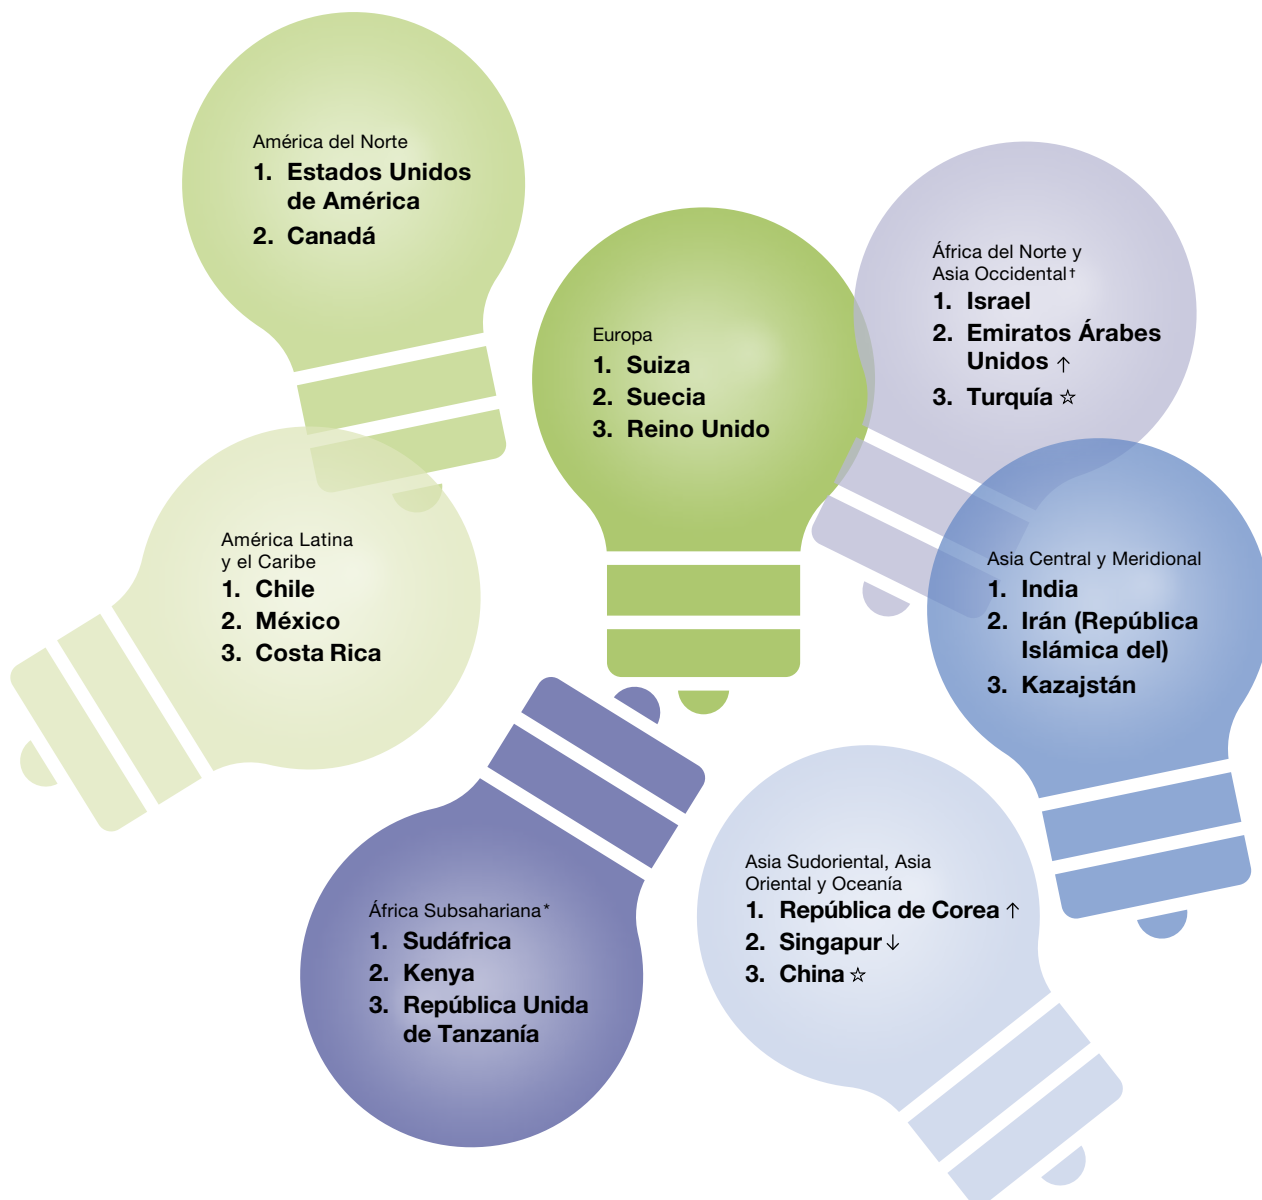 América del Norte
1. Estados Unidos
de América
2. Canadá
África del Norte y
Asia Occidental†
1. Israel
2. Emiratos Árabes
Unidos ↑
3. Turquía ☆
Europa
1. Suiza
2. Suecia
3. Reino Unido
América Latina
y el Caribe
1. Chile
2. México
3. Costa Rica
Asia Central y Meridional
1. India
2. Irán (República
Islámica del)
3. Kazajstán
África Subsahariana*
1. Sudáfrica
2. Kenya
3. República Unida
de Tanzanía
Asia Sudoriental, Asia
Oriental y Oceanía
1. República de Corea ↑
2. Singapur ↓
3. China ☆